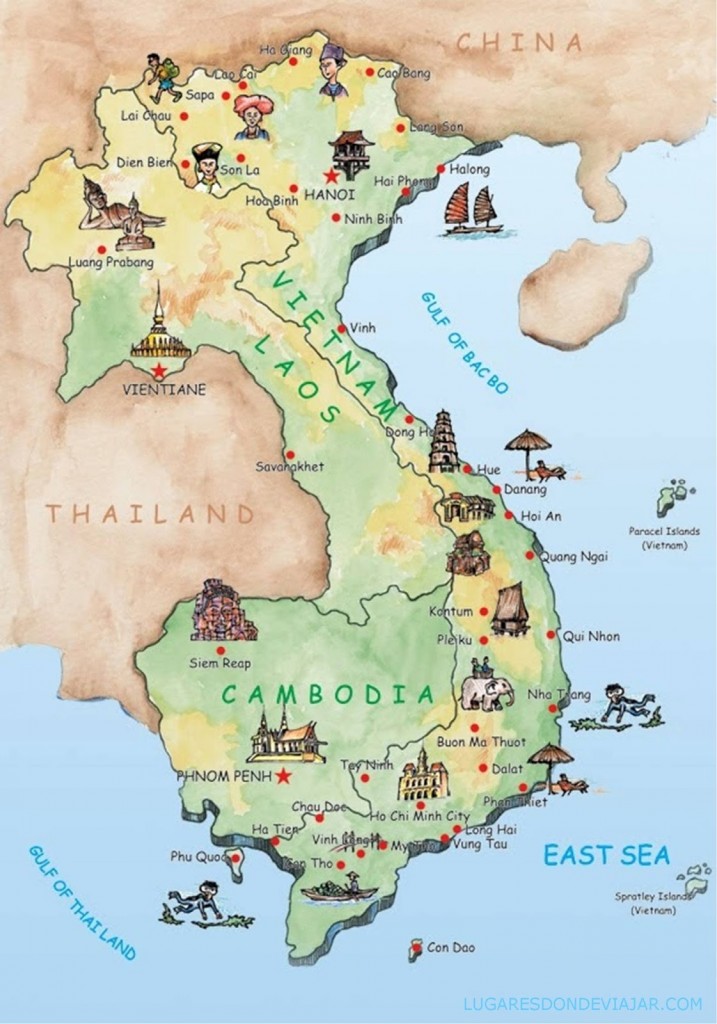 CHINA
Ha Giang
Cao Bang
Lao Cai
Sapa
Lai Chau
Lang Son
Dien Bien
Son La
Halong
Hai Phong
HANOI
Hoa Binh
Ninh Binh
Luang Prabang
VIETNAM
GULF OF BAC BO
Vinh
LAOS
VIENTIANE
Dong Ho
Savanakhet
Hue
Danang
Hoi An
THAILAND
Paracel Islands
(Vietnam)
Quang Ngai
Kontum
Pleiku
Qui Nhon
Siem Reap
CAMBODIA
Nha Trang
Buon Ma Thuot
Dalat
PHNOM PENH
Tay Ninh
Phan Thiet
Chau Doc
Ho Chi Minh City
Ha Tien
Long Hai
Vinh Long
My Tho
Vung Tau
Phu Quoc
Can Tho
EAST SEA
GULF OF THAILAND
Spratley Islands
(Vietnam)
Con Dao
LUGARESDONDEVIAJAR.COM